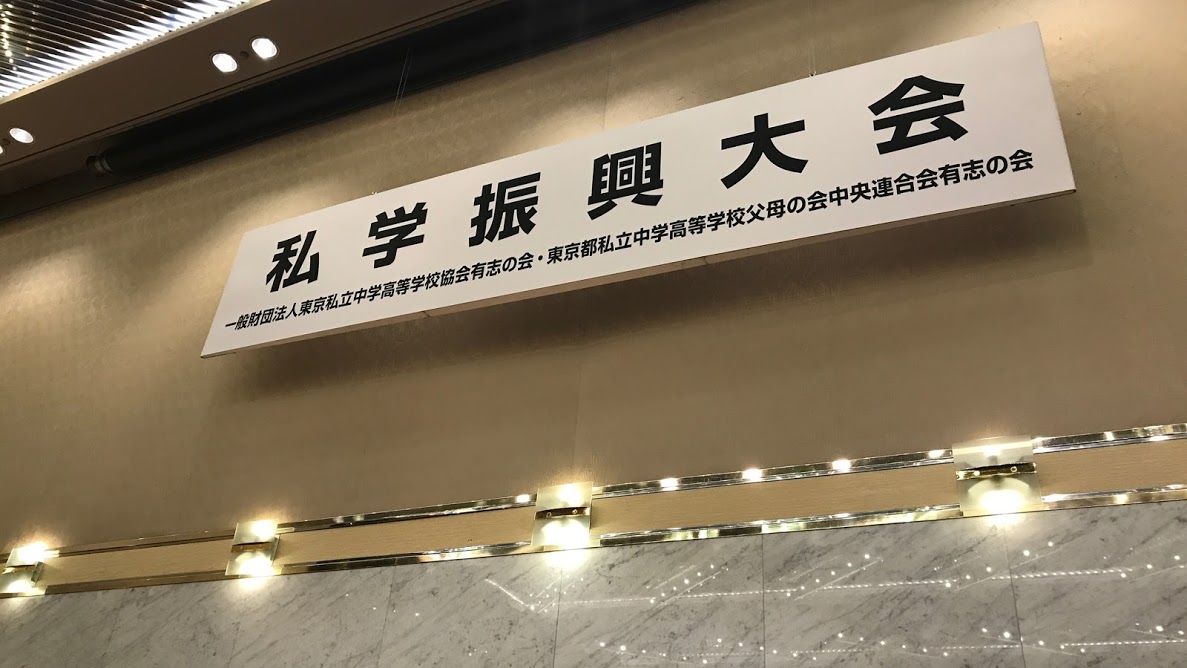 私学振興大会
一般財団法人東京私立中学高等学校協会有志の会・東京都私立中学高等学校父母の会中央連合会有志の会